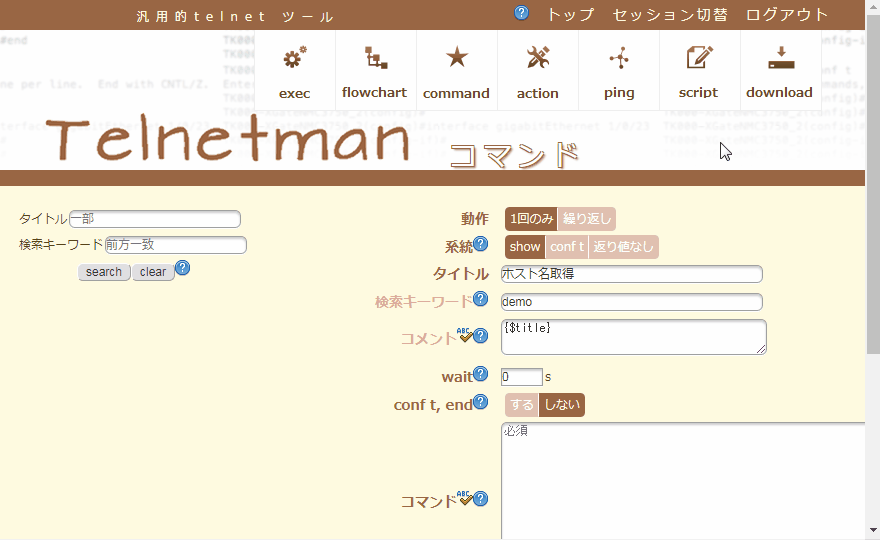 汎用的telnet ツール
トップ セッション切替 ログアウト
exec flowchart command action ping script download
Telnetman コマンド
タイトル 一部
検索キーワード 前方一致
search clear
動作 1回のみ 繰り返し
系統 show conf t 返り値なし
タイトル ホスト名取得
検索キーワード demo
コメント {$title}
wait 0 s
conf t, end する しない
コマンド 必須